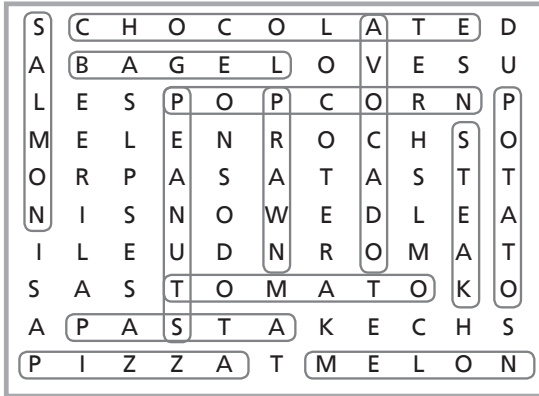 S C H O C O L A T E D
A B A G E L O V E S U
L E S P O P C O R N P
M E L E N R O C H S O
O R P A S A T A S T T
N I S N O W E D L E A
I L E U D N R O M A T
S A S T O M A T O K O
A P A S T A K E C H S
P I Z Z A T M E L O N